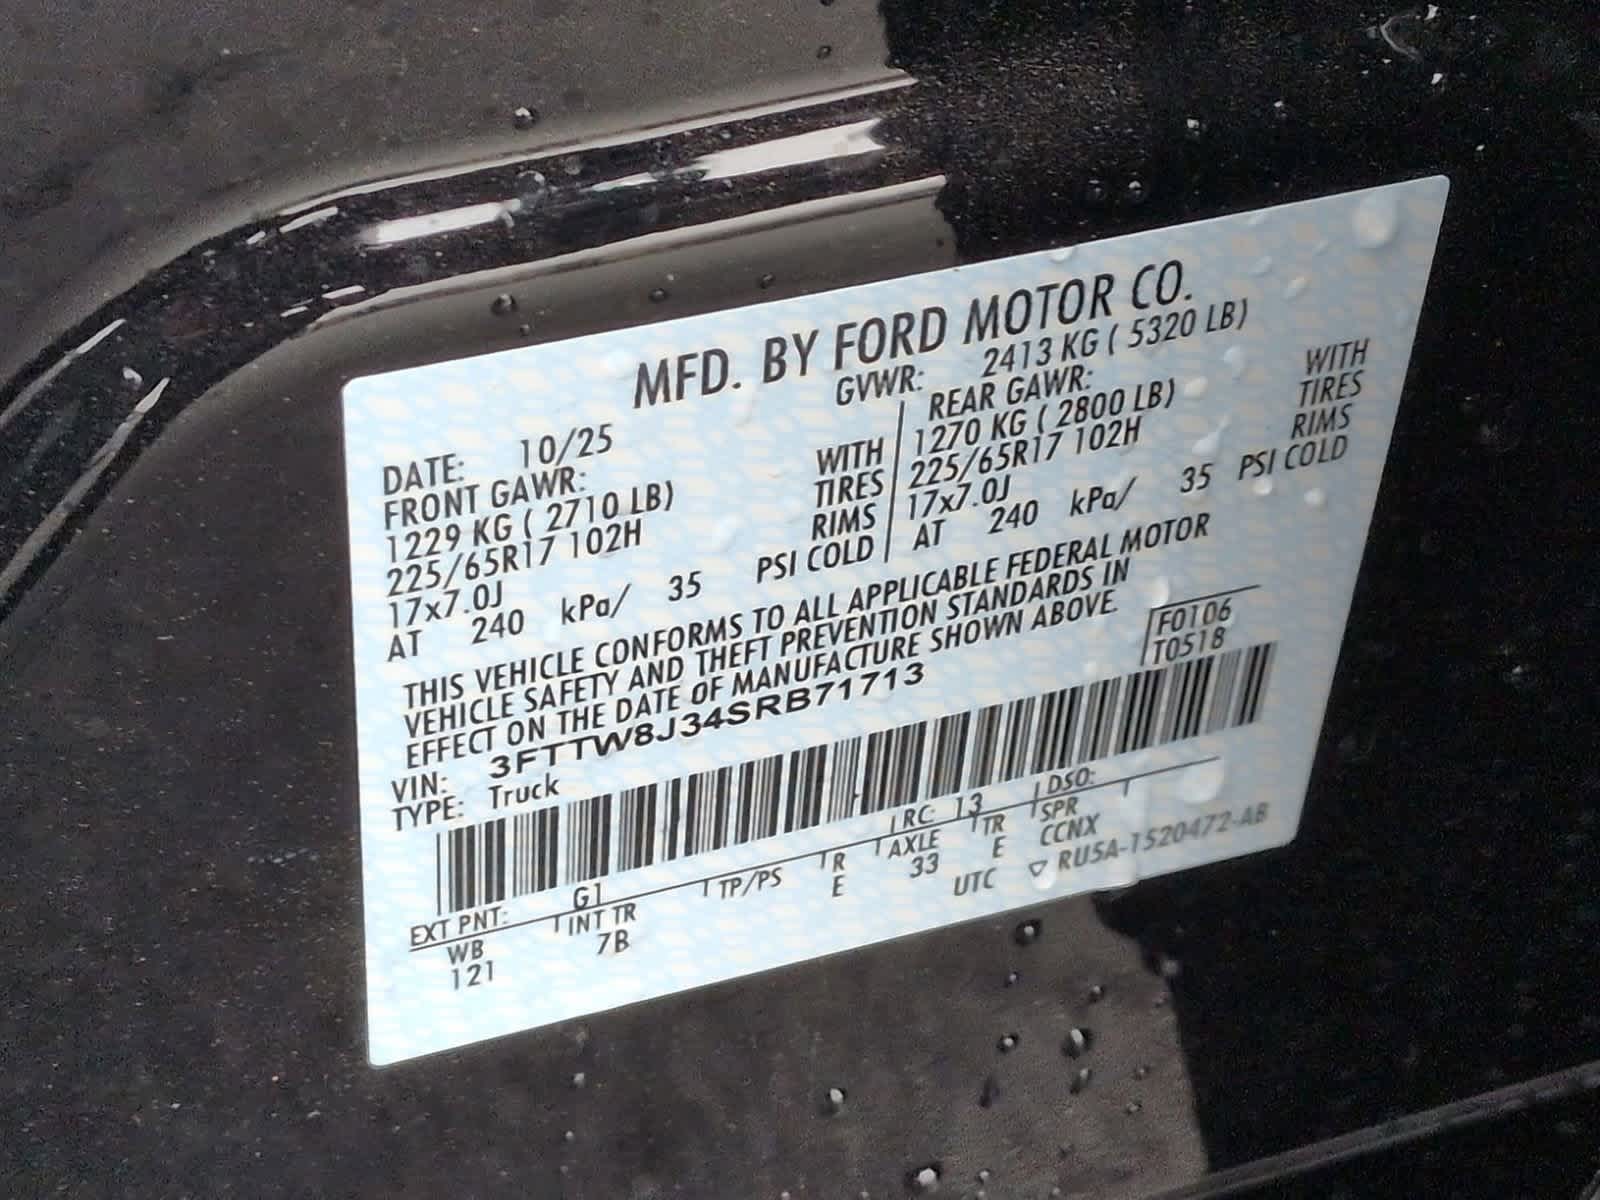 MFD. BY FORD MOTOR CO.
GVWR: 2413 KG ( 5320 LB)
DATE: 10/25
FRONT GAWR:
1229 KG ( 2710 LB) WITH
225/65R17 102H TIRES
17x7.0J RIMS
AT 240 kPa/ 35 PSI COLD
REAR GAWR:
1270 KG ( 2800 LB) WITH
225/65R17 102H TIRES
17x7.0J RIMS
AT 240 kPa/ 35 PSI COLD
THIS VEHICLE CONFORMS TO ALL APPLICABLE FEDERAL MOTOR
VEHICLE SAFETY AND THEFT PREVENTION STANDARDS IN
EFFECT ON THE DATE OF MANUFACTURE SHOWN ABOVE.
VIN: 3FTTW8J34SRB71713
TYPE: Truck
F0106
T0518
EXT PNT: G1 RC: 13 DSO:
WB INT TR TP/PS R AXLE TR SPR
121 7B E 33 E CCNX
UTC ▽ RU5A-1520472-AB